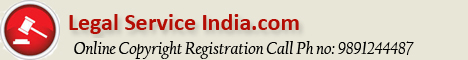 Legal Service India.com
Online Copyright Registration Call Ph no: 9891244487